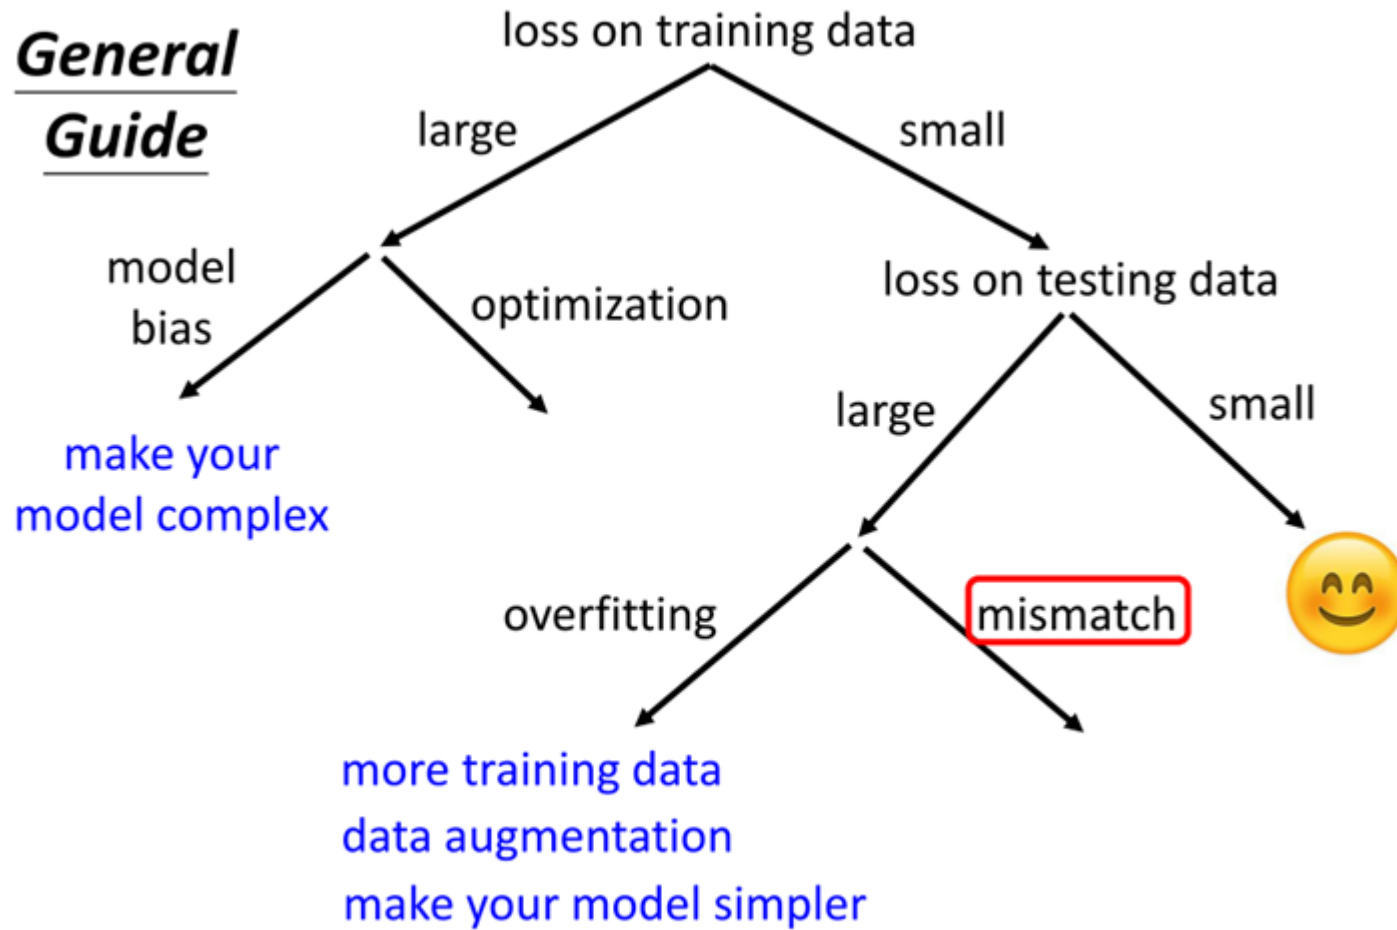 General
Guide
loss on training data
large
small
model
bias
optimization
loss on testing data
make your
model complex
large
small
overfitting
mismatch
more training data
data augmentation
make your model simpler